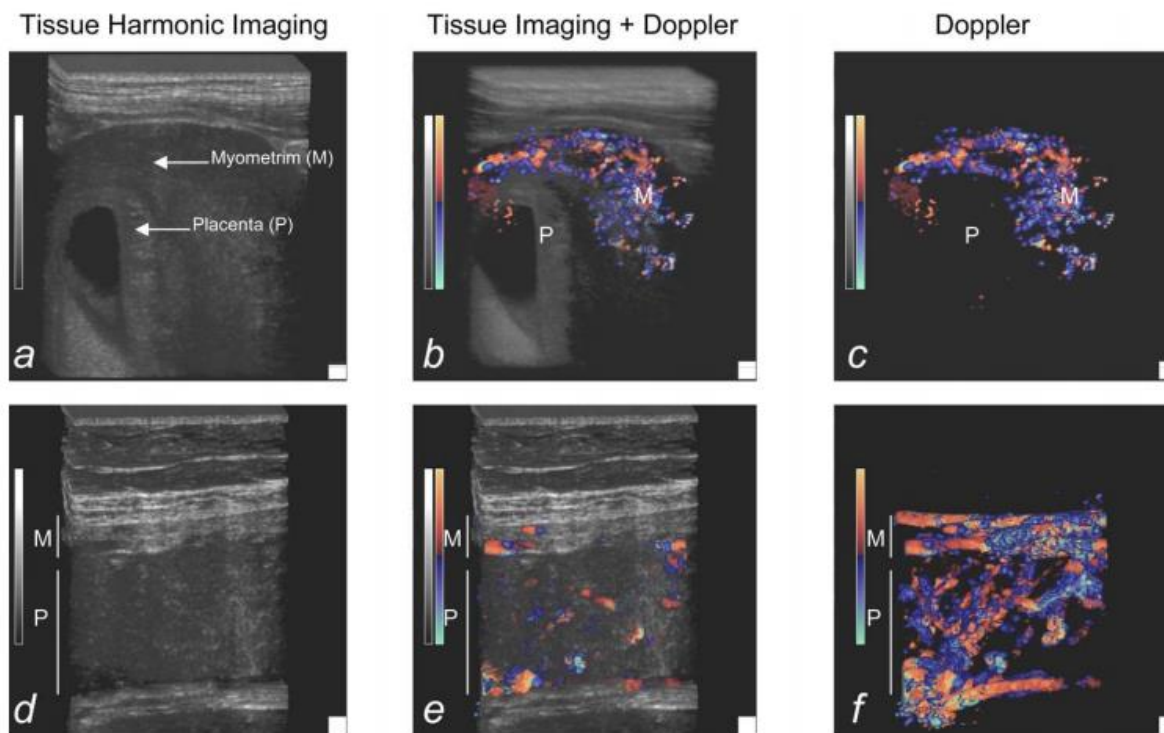 Tissue Harmonic Imaging
Tissue Imaging + Doppler
Doppler
Myometrim (M)
Placenta (P)
a
M
P
b
M
P
c
M
P
d
M
P
e
M
P
f